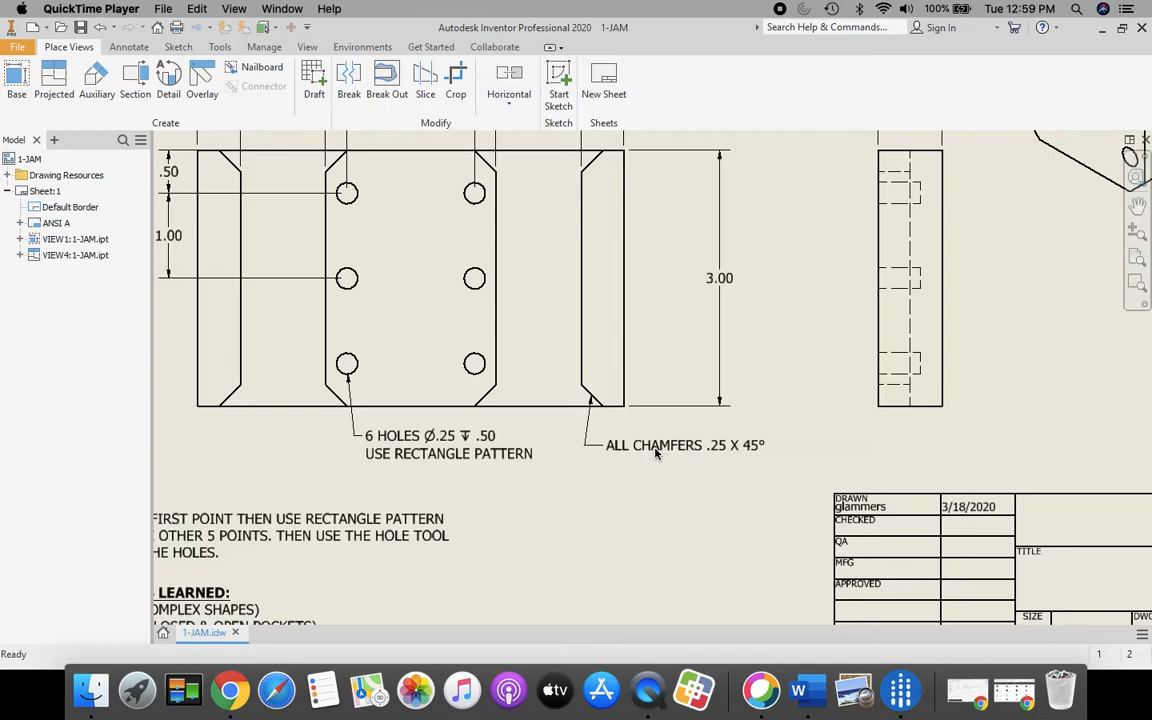 QuickTime Player File Edit View Window Help 100% Tue 12:59 PM
Autodesk Inventor Professional 2020 1-JAM Search Help & Commands... Sign In
File Place Views Annotate Sketch Tools Manage View Environments Get Started Collaborate
Base Projected Auxiliary Section Detail Overlay Nailboard Connector Draft Break Break Out Slice Crop Horizontal Start Sketch New Sheet
Create Modify Sketch Sheets
Model
1-JAM
Drawing Resources
Sheet:1
Default Border
ANSI A
VIEW1:1-JAM.ipt
VIEW4:1-JAM.ipt
.50
1.00
3.00
6 HOLES Ø.25 ↧ .50
USE RECTANGLE PATTERN
ALL CHAMFERS .25 X 45°
FIRST POINT THEN USE RECTANGLE PATTERN
OTHER 5 POINTS. THEN USE THE HOLE TOOL
HE HOLES.
LEARNED:
OMPLEX SHAPES)
DRAWN
glammers 3/18/2020
CHECKED
QA
MFG
APPROVED
TITLE
SIZE
DWG
1-JAM.idw
Ready 1 2
tv
W